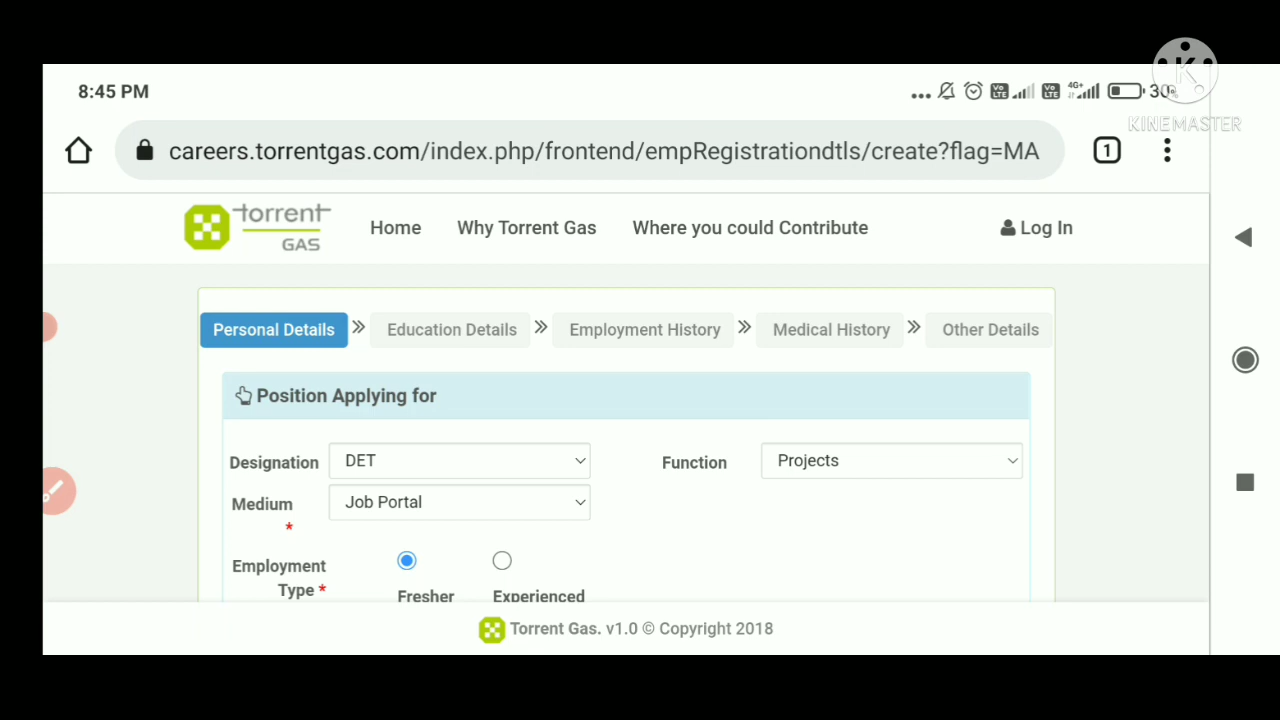 8:45 PM
4G+
30
KINEMASTER
careers.torrentgas.com/index.php/frontend/empRegistrationdtls/create?flag=MA
1
torrent GAS
Home Why Torrent Gas Where you could Contribute Log In
Personal Details Education Details Employment History Medical History Other Details
Position Applying for
Designation DET Function Projects
Medium * Job Portal
Employment Type *
Fresher Experienced
Torrent Gas. v1.0 © Copyright 2018